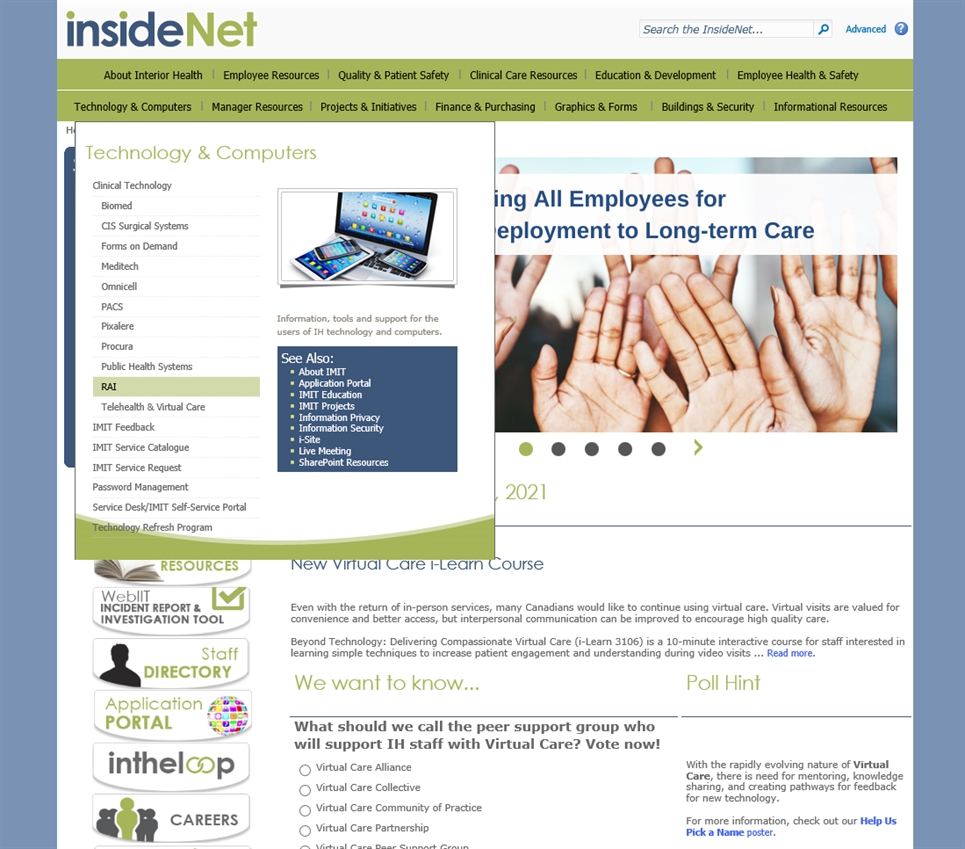 insideNet
Search the InsideNet...
Advanced
?
About Interior Health
Employee Resources
Quality & Patient Safety
Clinical Care Resources
Education & Development
Employee Health & Safety
Technology & Computers
Manager Resources
Projects & Initiatives
Finance & Purchasing
Graphics & Forms
Buildings & Security
Informational Resources
Technology & Computers
Clinical Technology
Biomed
CIS Surgical Systems
Forms on Demand
Meditech
Omnicell
PACS
Pixalere
Procura
Public Health Systems
RAI
Telehealth & Virtual Care
IMIT Feedback
IMIT Service Catalogue
IMIT Service Request
Password Management
Service Desk/IMIT Self-Service Portal
Technology Refresh Program
Information, tools and support for the
users of IH technology and computers.
See Also:
About IMIT
Application Portal
IMIT Education
IMIT Projects
Information Privacy
Information Security
i-Site
Live Meeting
SharePoint Resources
ing All Employees for
eployment to Long-term Care
, 2021
RESOURCES
WebIIT
INCIDENT REPORT &
INVESTIGATION TOOL
Staff
DIRECTORY
Application
PORTAL
intheloop
CAREERS
New Virtual Care i-Learn Course
Even with the return of in-person services, many Canadians would like to continue using virtual care. Virtual visits are valued for
convenience and better access, but interpersonal communication can be improved to encourage high quality care.
Beyond Technology: Delivering Compassionate Virtual Care (i-Learn 3106) is a 10-minute interactive course for staff interested in
learning simple techniques to increase patient engagement and understanding during video visits ... Read more.
We want to know...
What should we call the peer support group who
will support IH staff with Virtual Care? Vote now!
Virtual Care Alliance
Virtual Care Collective
Virtual Care Community of Practice
Virtual Care Partnership
Virtual Care Peer Support Group
Poll Hint
With the rapidly evolving nature of Virtual
Care, there is need for mentoring, knowledge
sharing, and creating pathways for feedback
for new technology.
For more information, check out our Help Us
Pick a Name poster.